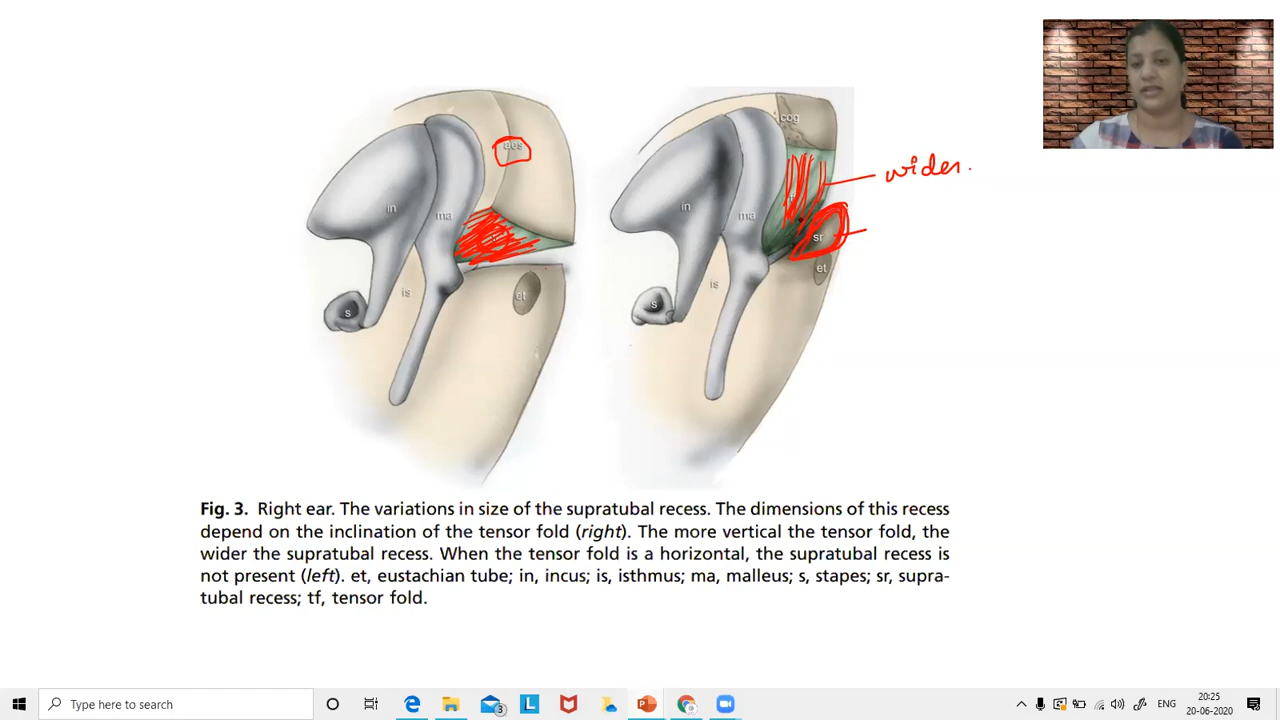 aes
in
ma
is
s
et
cog
in
ma
sr
et
is
s
wider.
Fig. 3. Right ear. The variations in size of the supratubal recess. The dimensions of this recess
depend on the inclination of the tensor fold (right). The more vertical the tensor fold, the
wider the supratubal recess. When the tensor fold is a horizontal, the supratubal recess is
not present (left). et, eustachian tube; in, incus; is, isthmus; ma, malleus; s, stapes; sr, supra-
tubal recess; tf, tensor fold.
Type here to search
3
L
ENG
20:25
20-06-2020